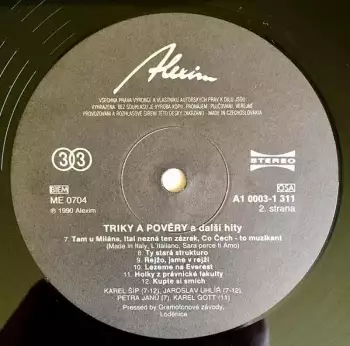 Alexim
VŠECHNA PRÁVA VÝROBCE A VLASTNÍKU AUTORSKÝCH PRÁV K DÍLU JSOU
VYHRAZENA. BEZ SOUHLASU JE VÝROBA KOPIÍ, PRONÁJEM, PŮJČOVÁNÍ, VEŘEJNÉ
PROVOZOVÁNÍ A ROZHLASOVÉ ŠÍŘENÍ TÉTO DESKY ZAKÁZÁNO. - MADE IN CZECHOSLOVAKIA
33
STEREO
BIEM
OSA
ME 0704
A1 0003-1 311
℗ 1990 Alexim
2. strana
TRIKY A POVĚRY a další hity
7. Tam u Milána, Ital nezná ten zázrek, Co Čech - to muzikant
(Made in Italy, L'italiano, Sara perce ti Amo)
8. Ty stará strukturo
9. Rejžo, jsme v rejži
10. Lezeme na Everest
11. Holky z právnické fakulty
12. Kupte si smích
KAREL ŠÍP (7-12), JAROSLAV UHLÍŘ (7-12),
PETRA JANŮ (7), KAREL GOTT (11)
Pressed by Gramofonové závody,
Loděnice